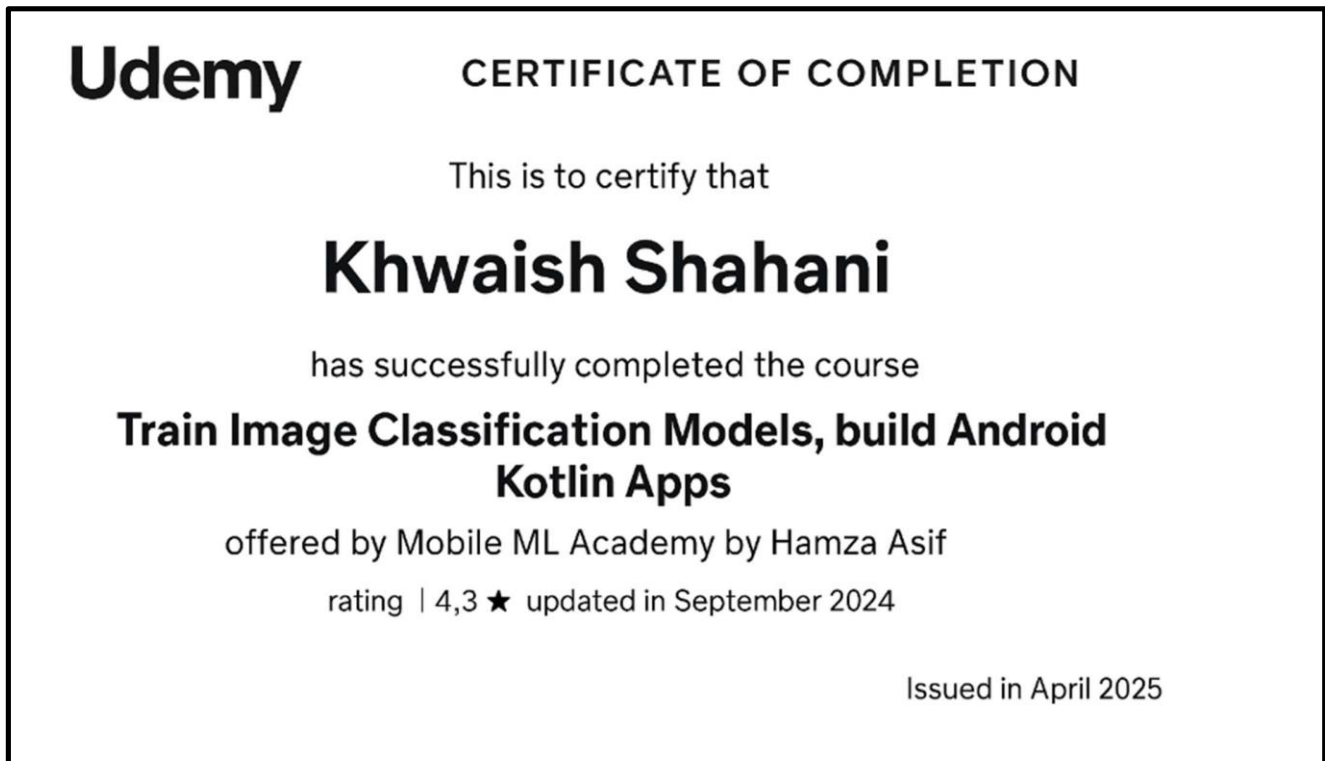 Udemy
CERTIFICATE OF COMPLETION
This is to certify that
Khwaish Shahani
has successfully completed the course
Train Image Classification Models, build Android
Kotlin Apps
offered by Mobile ML Academy by Hamza Asif
rating | 4,3 ★ updated in September 2024
Issued in April 2025